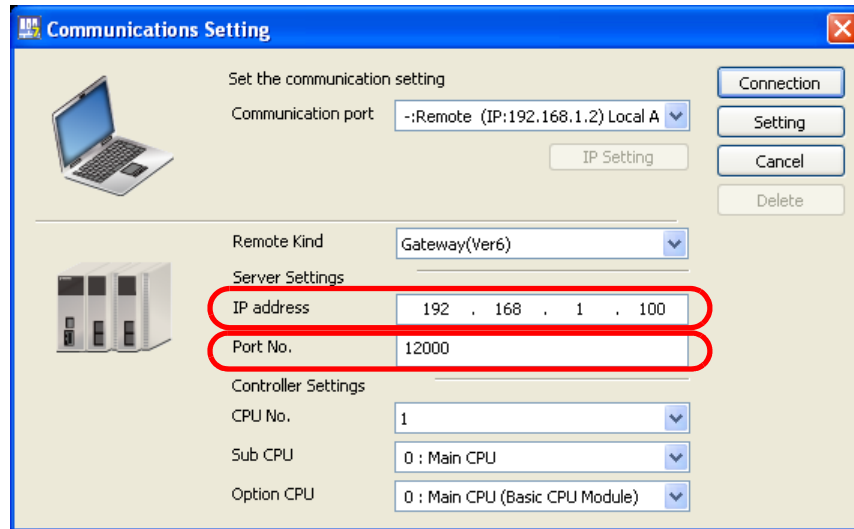 Communications Setting
Set the communication setting
Communication port -:Remote (IP:192.168.1.2) Local A
Connection
Setting
IP Setting
Cancel
Delete
Remote Kind Gateway(Ver6)
Server Settings
IP address 192 . 168 . 1 . 100
Port No. 12000
Controller Settings
CPU No. 1
Sub CPU 0 : Main CPU
Option CPU 0 : Main CPU (Basic CPU Module)